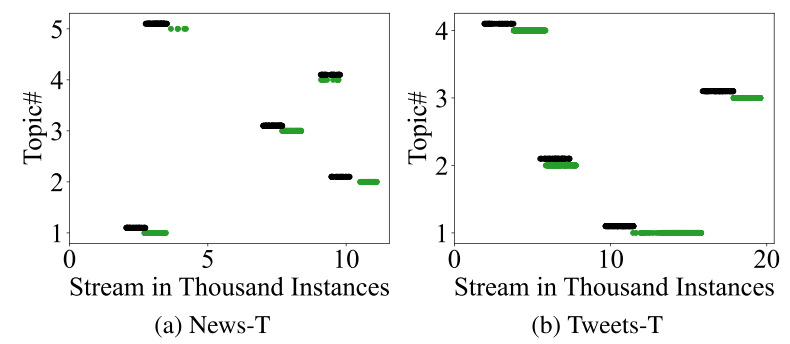 Topic#
5
4
3
2
1
0 5 10
Stream in Thousand Instances
(a) News-T
Topic#
4
3
2
1
0 10 20
Stream in Thousand Instances
(b) Tweets-T